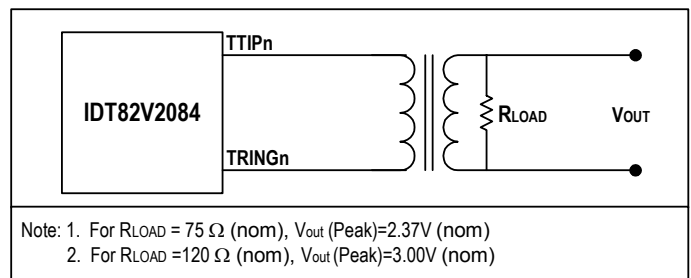 TTIPn
IDT82V2084
RLOAD
VOUT
TRINGn
Note: 1. For RLOAD = 75 Ω (nom), Vout (Peak)=2.37V (nom)
2. For RLOAD =120 Ω (nom), Vout (Peak)=3.00V (nom)